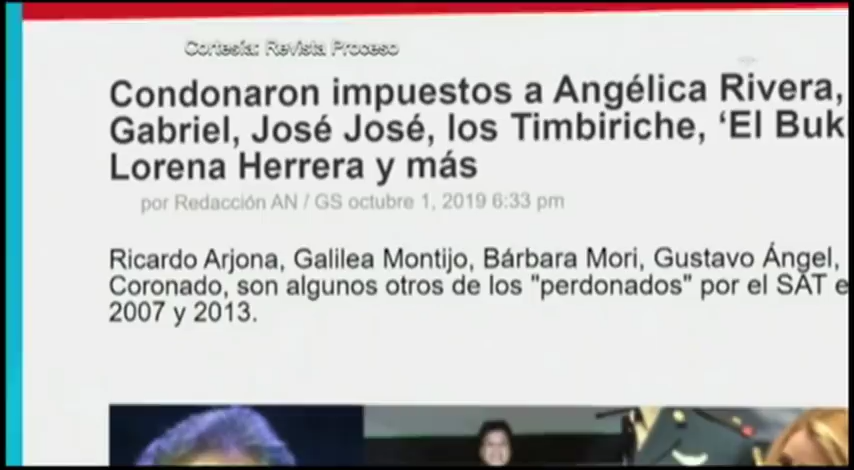 Cortesía: Revista Proceso
Condonaron impuestos a Angélica Rivera,
Gabriel, José José, los Timbiriche, ‘El Buk
Lorena Herrera y más
por Redacción AN / GS octubre 1, 2019 6:33 pm
Ricardo Arjona, Galilea Montijo, Bárbara Mori, Gustavo Ángel,
Coronado, son algunos otros de los "perdonados" por el SAT e
2007 y 2013.